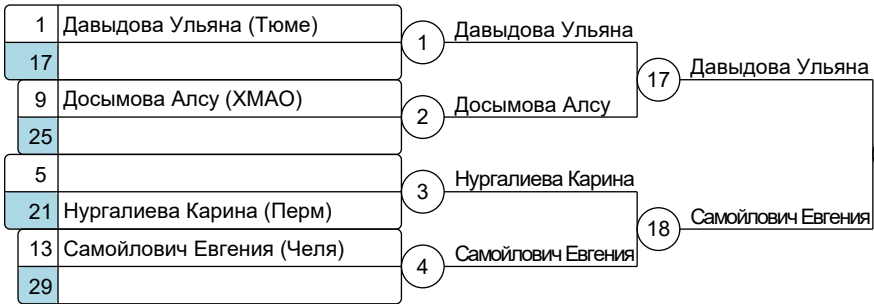 1 Давыдова Ульяна (Тюме)
17
9 Досымова Алсу (ХМАО)
25
5
21 Нургалиева Карина (Перм)
13 Самойлович Евгения (Челя)
29
1 Давыдова Ульяна
2 Досымова Алсу
3 Нургалиева Карина
4 Самойлович Евгения
17 Давыдова Ульяна
18 Самойлович Евгения